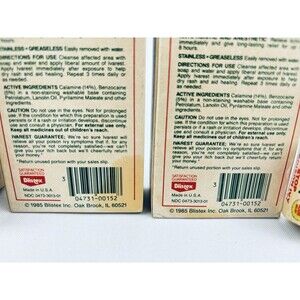 STAINLESS • GREASELESS Easily removed with water.
DIRECTIONS FOR USE Cleanse affected area with
soap and water and apply liberal amount of Ivarest.
Apply Ivarest immediately after exposure to help
dry rash and aid healing. Repeat 3 times daily or
as needed.
ACTIVE INGREDIENTS Calamine (14%), Benzocaine
(5%) in a non-staining washable base containing
Petrolatum, Lanolin Oil, Pyrilamine Maleate and other
ingredients.
CAUTION Do not use in the eyes. Not for prolonged
use. If the condition for which this preparation is used
persists or if a rash or irritation develops, discontinue
use and consult physician. For external use only.
Keep all medicines out of children's reach.
IVAREST GUARANTEE: We're so sure Ivarest will
relieve all your poison ivy symptoms that if, for any
reason, you're not completely satisfied we can
give you your itch back but we'll cheerfully return
your money.*
*Return unused portion with your sales slip.
SATISFACTION
GUARANTEED
Blistex
Made in U.S.A.
NDC 0473-3013-01
3
04731-00152
© 1985 Blistex Inc. Oak Brook, IL 60521
immediately and give long-lasting relief for up to
8 hours.
STAINLESS • GREASELESS Easily removed with water.
DIRECTIONS FOR USE Cleanse affected area with
soap and water and apply liberal amount of Ivarest.
Apply Ivarest immediately after exposure to help
dry rash and aid healing. Repeat 3 times daily or
as needed.
ACTIVE INGREDIENTS Calamine (14%), Benzocaine
(5%) in a non-staining washable base containing
Petrolatum, Lanolin Oil, Pyrilamine Maleate and other
ingredients.
CAUTION Do not use in the eyes. Not for prolonged
use. If the condition for which this preparation is used
persists or if a rash or irritation develops, discontinue
use and consult physician. For external use only.
Keep all medicines out of children's reach.
IVAREST GUARANTEE: We're so sure Ivarest will
relieve all your poison ivy symptoms that if, for any
reason, you're not completely satisfied we can't
give you your itch back but we'll cheerfully return
your money.*
*Return unused portion with your sales slip.
SATISFACTION
GUARANTEED
Blistex
Made in U.S.A.
NDC 0473-3013-01
3
04731-00152
© 1985 Blistex Inc. Oak Brook, IL 60521